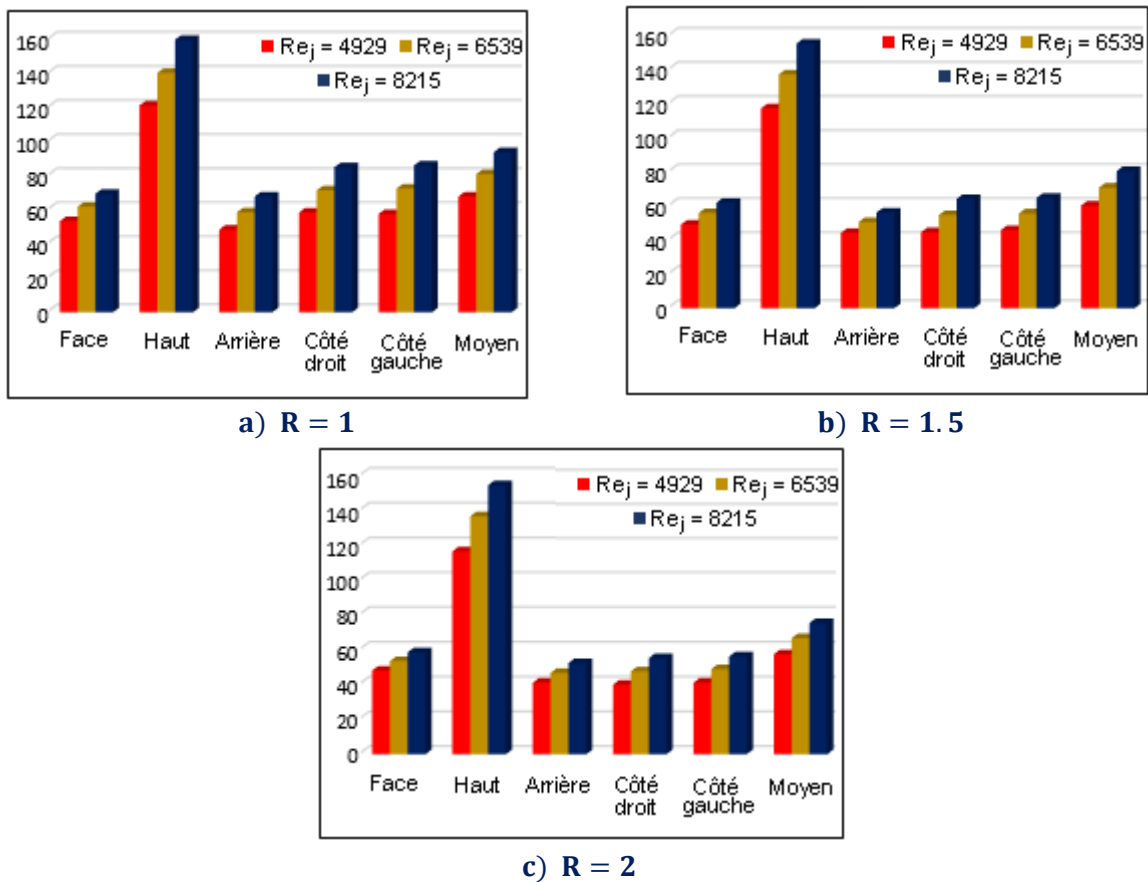 160
140
120
100
80
60
40
20
0
Rej = 4929 Rej = 6539
Rej = 8215
Face Haut Arrière Côté droit Côté gauche Moyen
a) R = 1
160
140
120
100
80
60
40
20
0
Rej = 4929 Rej = 6539
Rej = 8215
Face Haut Arrière Côté droit Côté gauche Moyen
b) R = 1.5
160
140
120
100
80
60
40
20
0
Rej = 4929 Rej = 6539
Rej = 8215
Face Haut Arrière Côté droit Côté gauche Moyen
c) R = 2